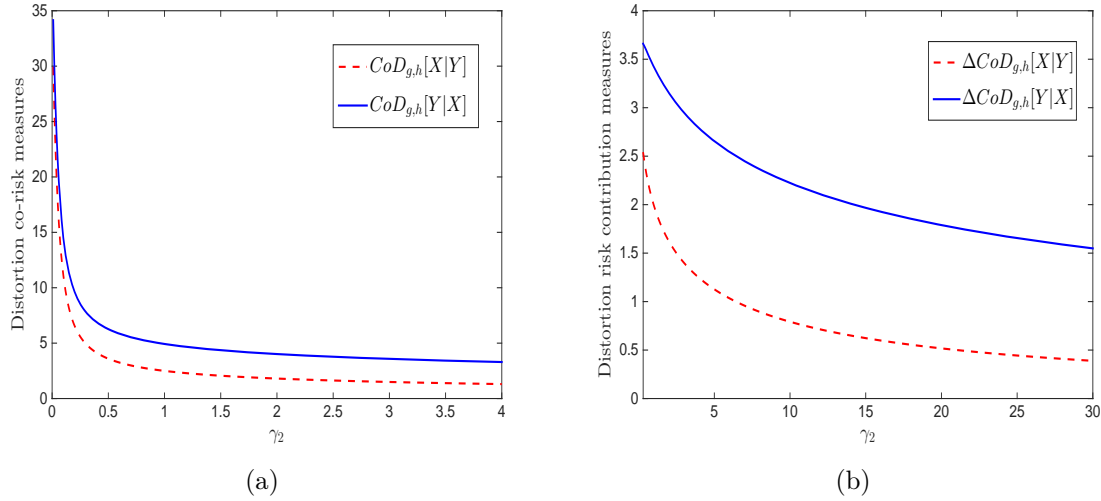 35
30
25
20
15
10
5
0
Distortion co-risk measures
CoD_{g,h}[X|Y]
CoD_{g,h}[Y|X]
0 0.5 1 1.5 2 2.5 3 3.5 4
γ₂
(a)
4
3.5
3
2.5
2
1.5
1
0.5
0
Distortion risk contribution measures
ΔCoD_{g,h}[X|Y]
ΔCoD_{g,h}[Y|X]
5 10 15 20 25 30
γ₂
(b)